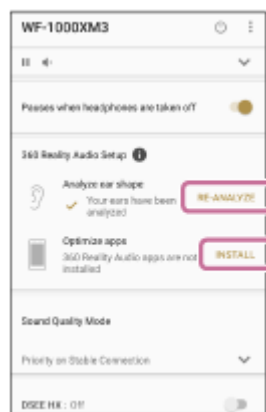 WF-1000XM3
Pauses when headphones are taken off
360 Reality Audio Setup
Analyze ear shape
Your ears have been
analyzed
RE-ANALYZE
Optimize apps
360 Reality Audio apps are not
installed
INSTALL
Sound Quality Mode
Priority on Stable Connection
DSEE HX : Off